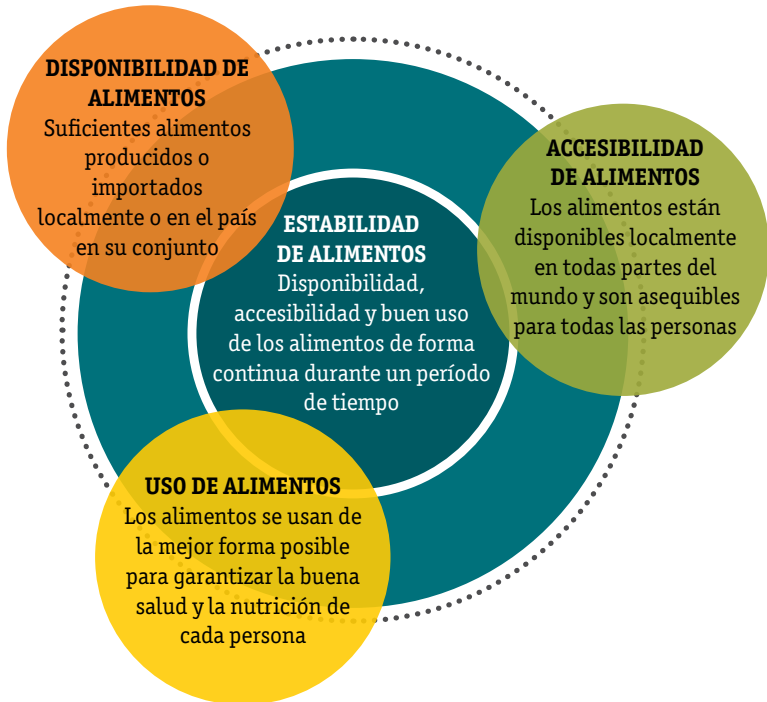 DISPONIBILIDAD DE
ALIMENTOS
Suficientes alimentos
producidos o
importados
localmente o en el país
en su conjunto
ACCESIBILIDAD
DE ALIMENTOS
Los alimentos están
disponibles localmente
en todas partes del
mundo y son asequibles
para todas las personas
ESTABILIDAD
DE ALIMENTOS
Disponibilidad,
accesibilidad y buen uso
de los alimentos de forma
continua durante un período
de tiempo
USO DE ALIMENTOS
Los alimentos se usan de
la mejor forma posible
para garantizar la buena
salud y la nutrición de
cada persona